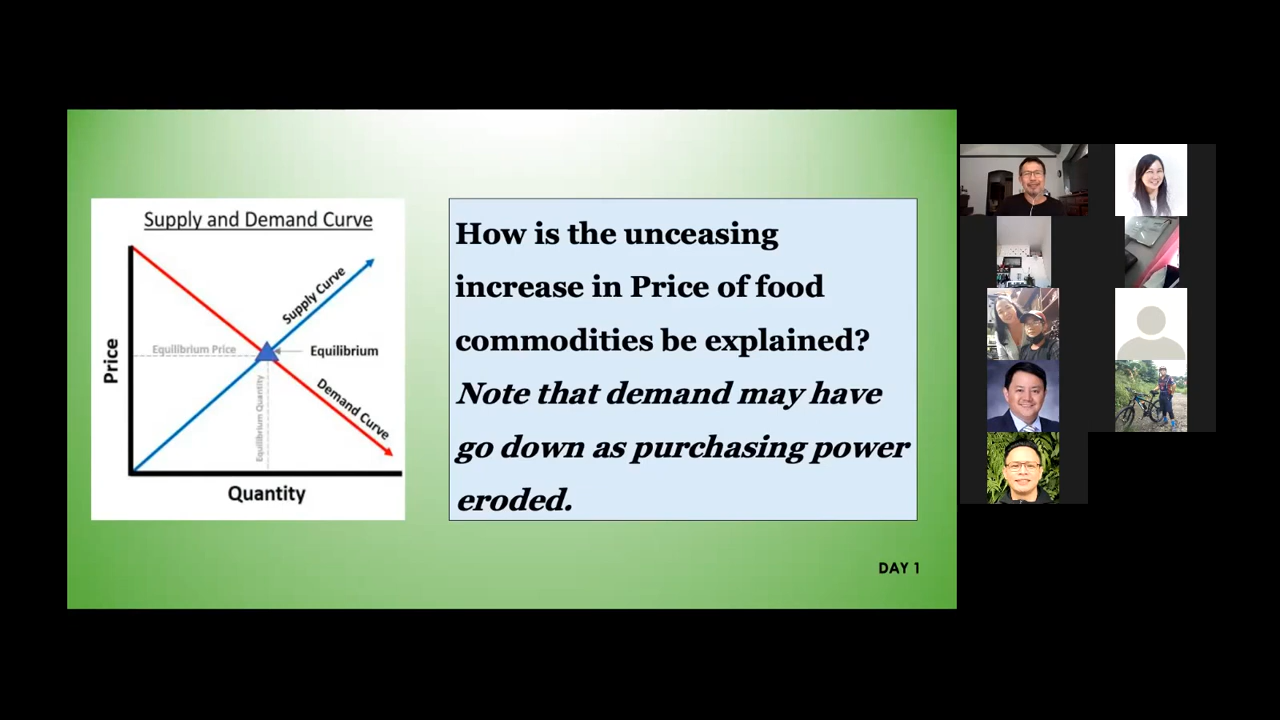 Supply and Demand Curve
Supply Curve
Equilibrium Price
Equilibrium
Price
Demand Curve
Equilibrium Quantity
Quantity
How is the unceasing
increase in Price of food
commodities be explained?
Note that demand may have
go down as purchasing power
eroded.
DAY 1